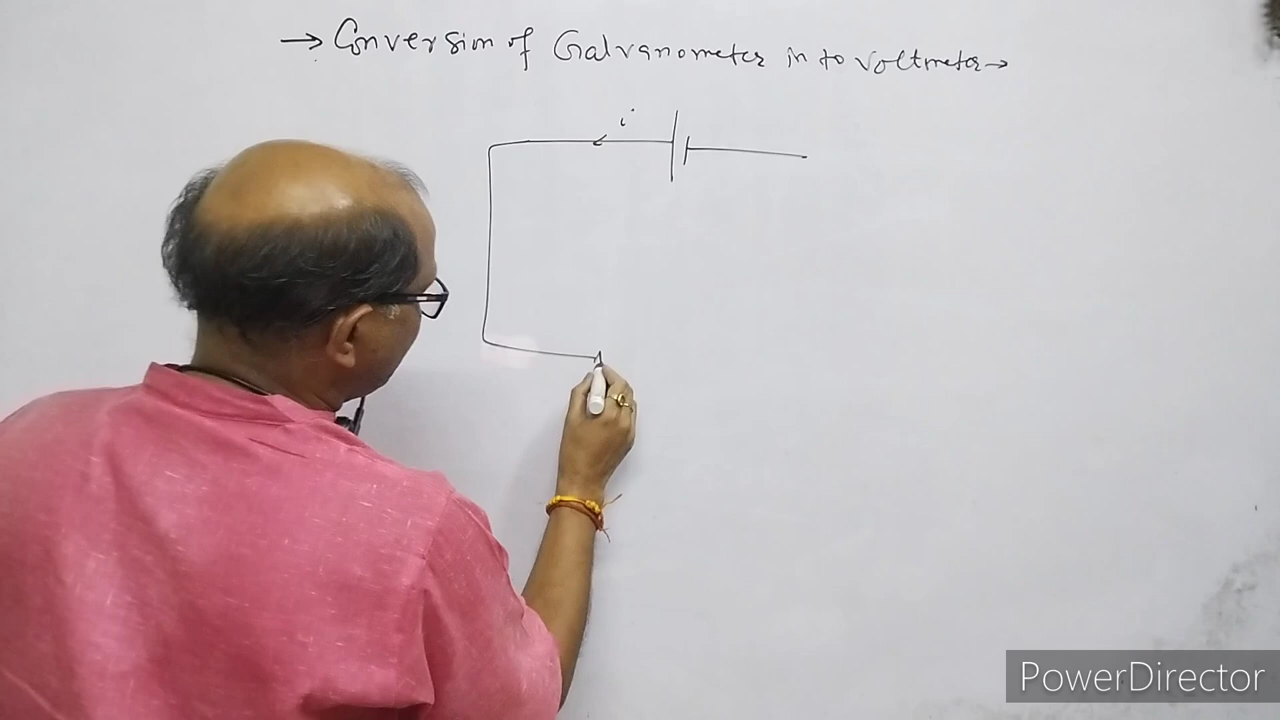 → Conversion of Galvanometer in to Voltmeter →
i
PowerDirector